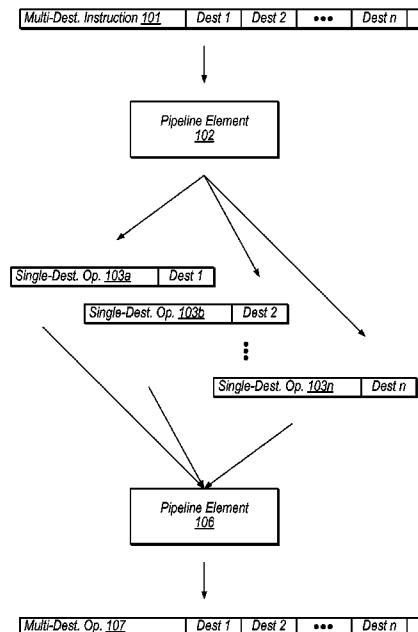 Multi-Dest. Instruction 101 Dest 1 Dest 2 ••• Dest n
Pipeline Element
102
Single-Dest. Op. 103a Dest 1
Single-Dest. Op. 103b Dest 2
Single-Dest. Op. 103n Dest n
Pipeline Element
106
Multi-Dest. Op. 107 Dest 1 Dest 2 ••• Dest n